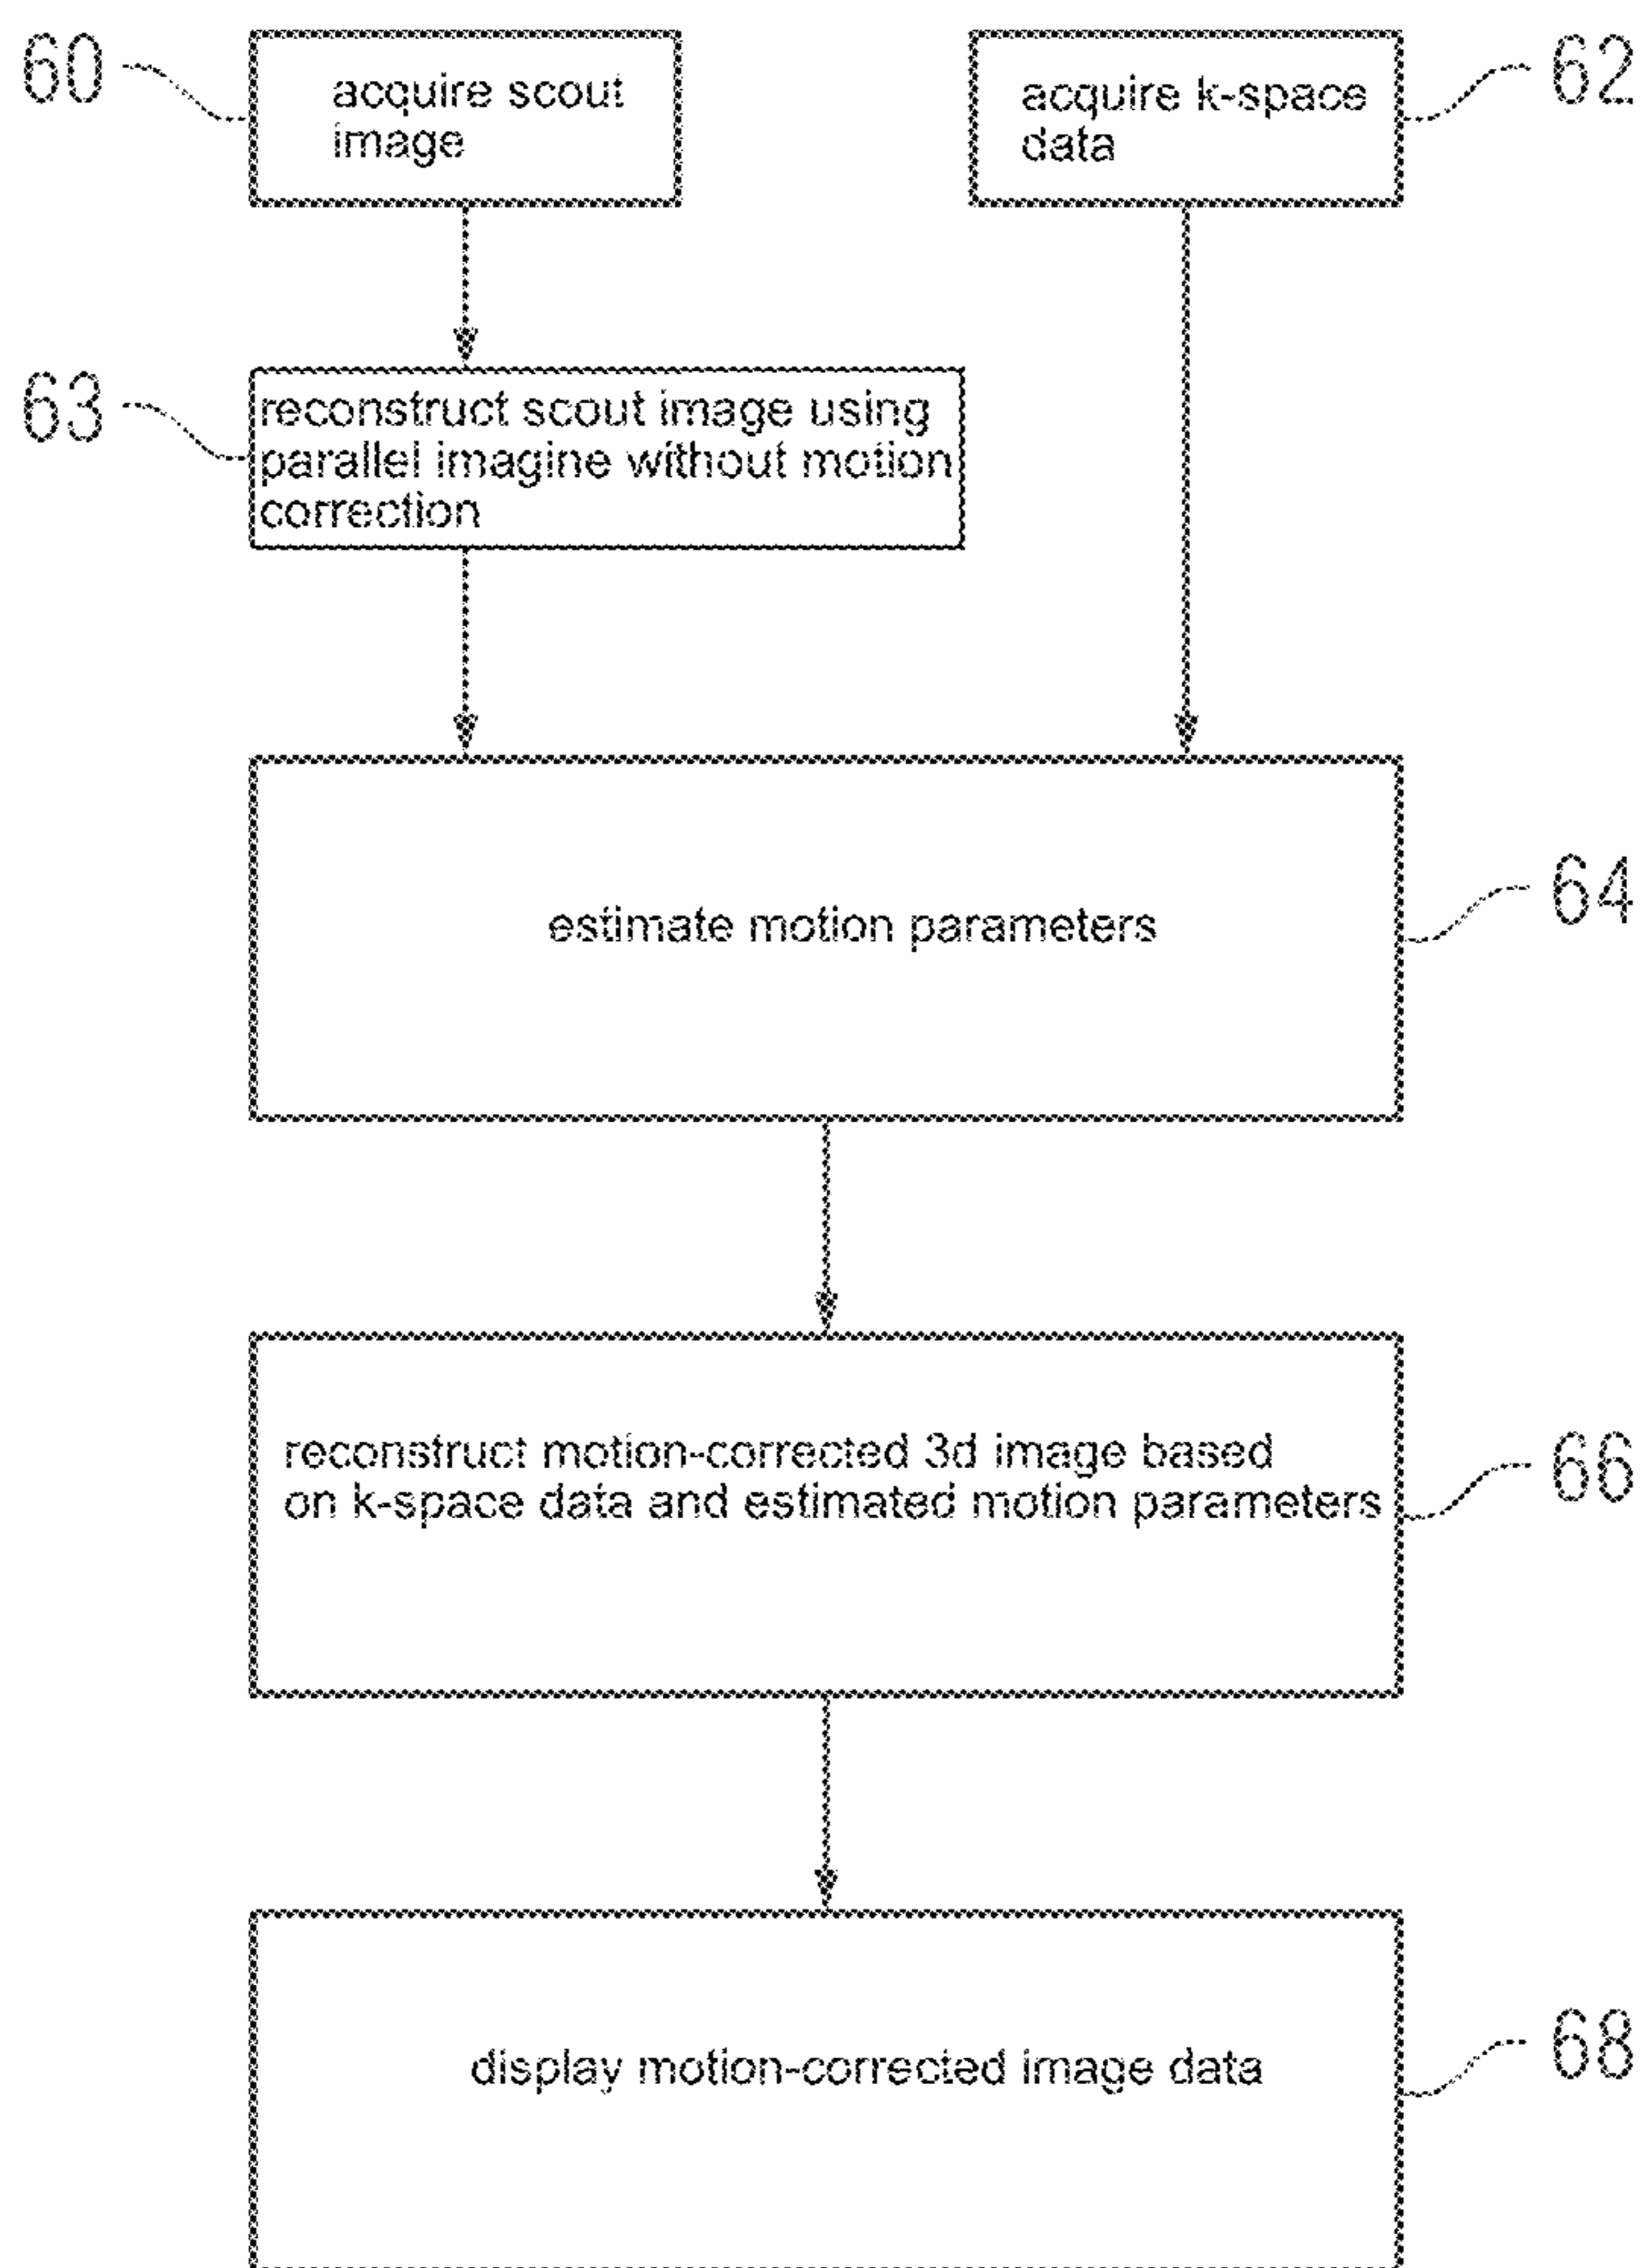 60
acquire scout
image
acquire k-space
data
62
63
reconstruct scout image using
parallel imagine without motion
correction
estimate motion parameters
64
reconstruct motion-corrected 3d image based
on k-space data and estimated motion parameters
66
display motion-corrected image data
68